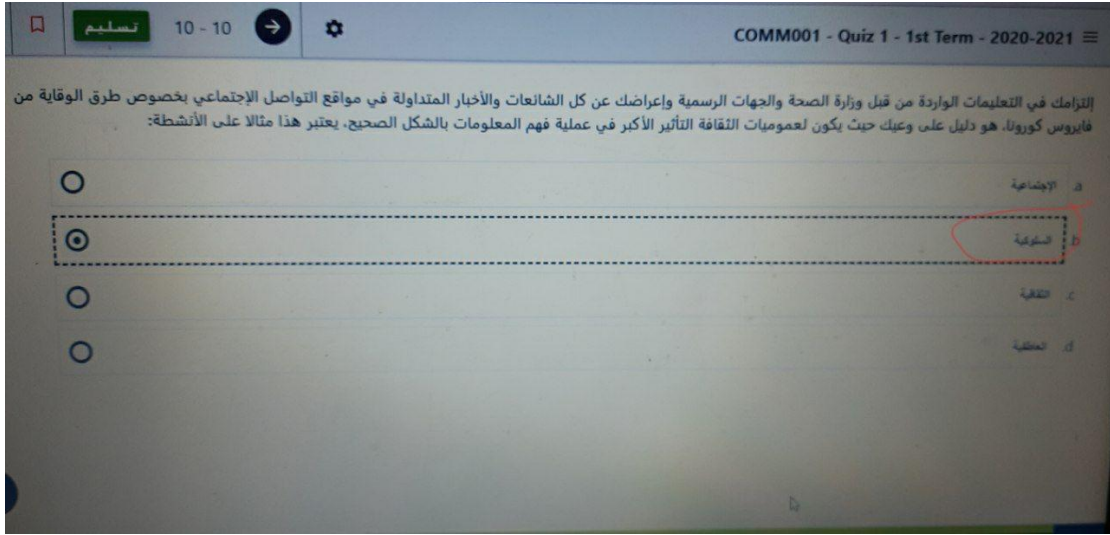 تسليم 10 - 10 COMM001 - Quiz 1 - 1st Term - 2020-2021
إلتزامك في التعليمات الواردة من قبل وزارة الصحة والجهات الرسمية وإعراضك عن كل الشائعات والأخبار المتداولة في مواقع التواصل الإجتماعي بخصوص طرق الوقاية من
فايروس كورونا، هو دليل على وعيك حيث يكون لعموميات الثقافة التأثير الأكبر في عملية فهم المعلومات بالشكل الصحيح، يعتبر هذا مثالا على الأنشطة:
a. الإجتماعية
b. السلوكية
c. الثقافية
d. العاطفية